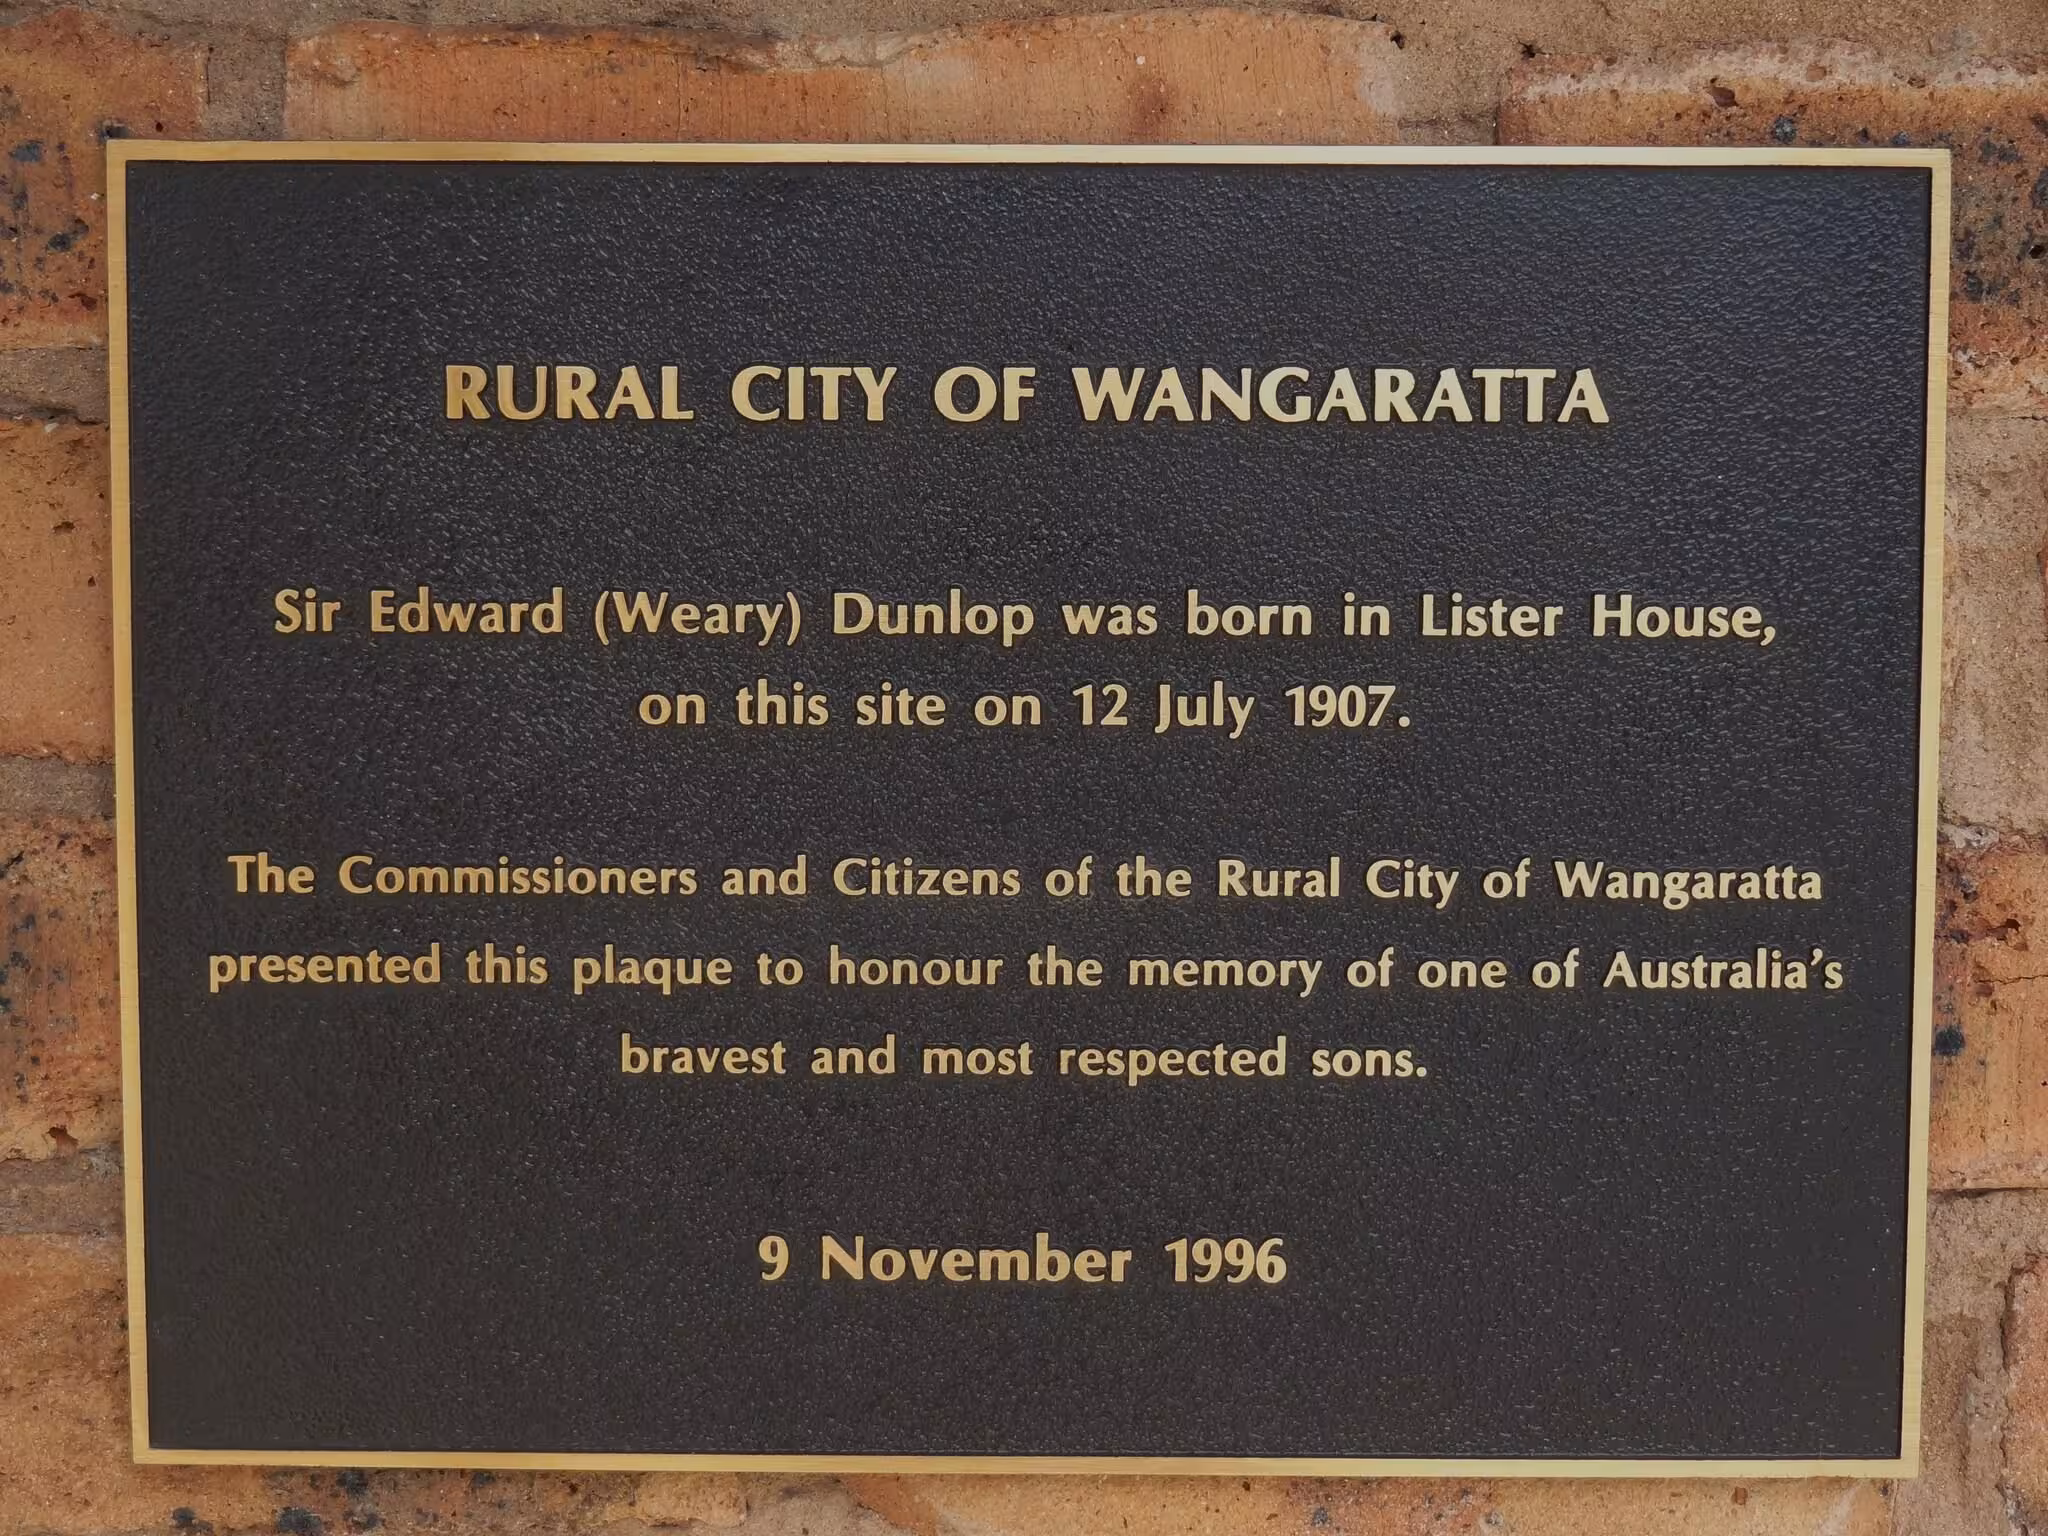 RURAL CITY OF WANGARATTA
Sir Edward (Weary) Dunlop was born in Lister House,
on this site on 12 July 1907.
The Commissioners and Citizens of the Rural City of Wangaratta
presented this plaque to honour the memory of one of Australia's
bravest and most respected sons.
9 November 1996